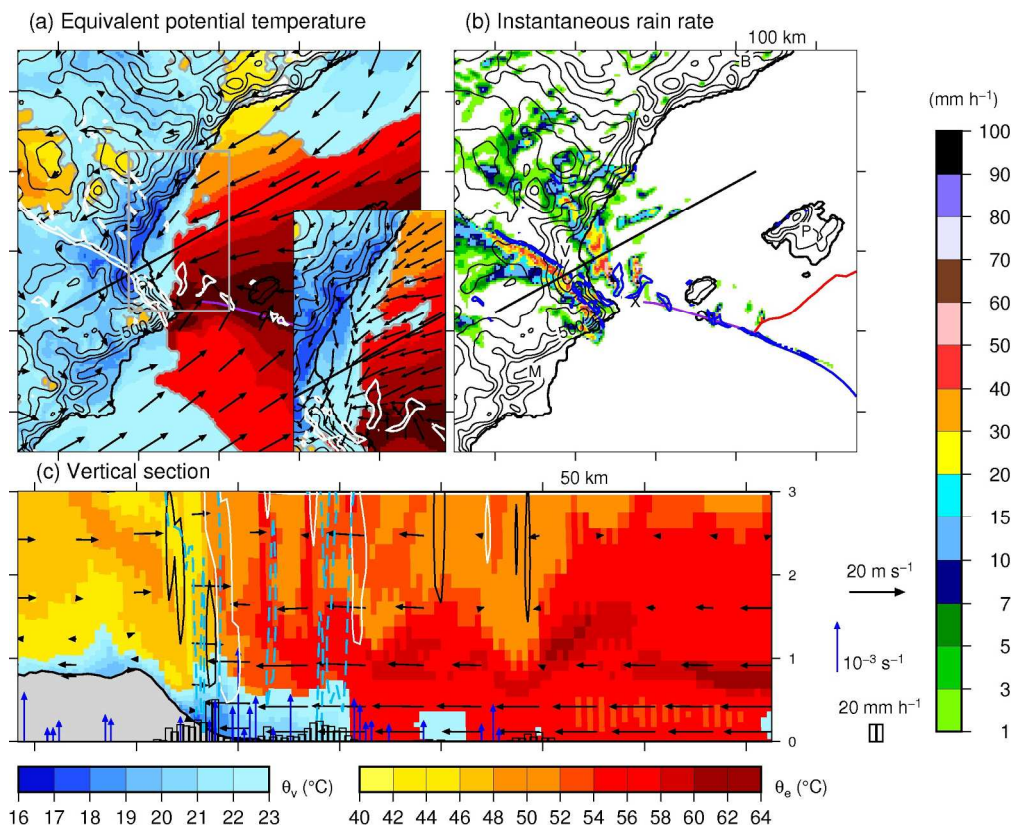 (a) Equivalent potential temperature
(b) Instantaneous rain rate
100 km
(mm h⁻¹)
B
P
V
X
M
500
100
90
80
70
60
50
40
30
20
15
10
7
5
3
1
(c) Vertical section
50 km
3
2
1
0
20 m s⁻¹
10⁻³ s⁻¹
20 mm h⁻¹
θv (°C)
16 17 18 19 20 21 22 23
θe (°C)
40 42 44 46 48 50 52 54 56 58 60 62 64